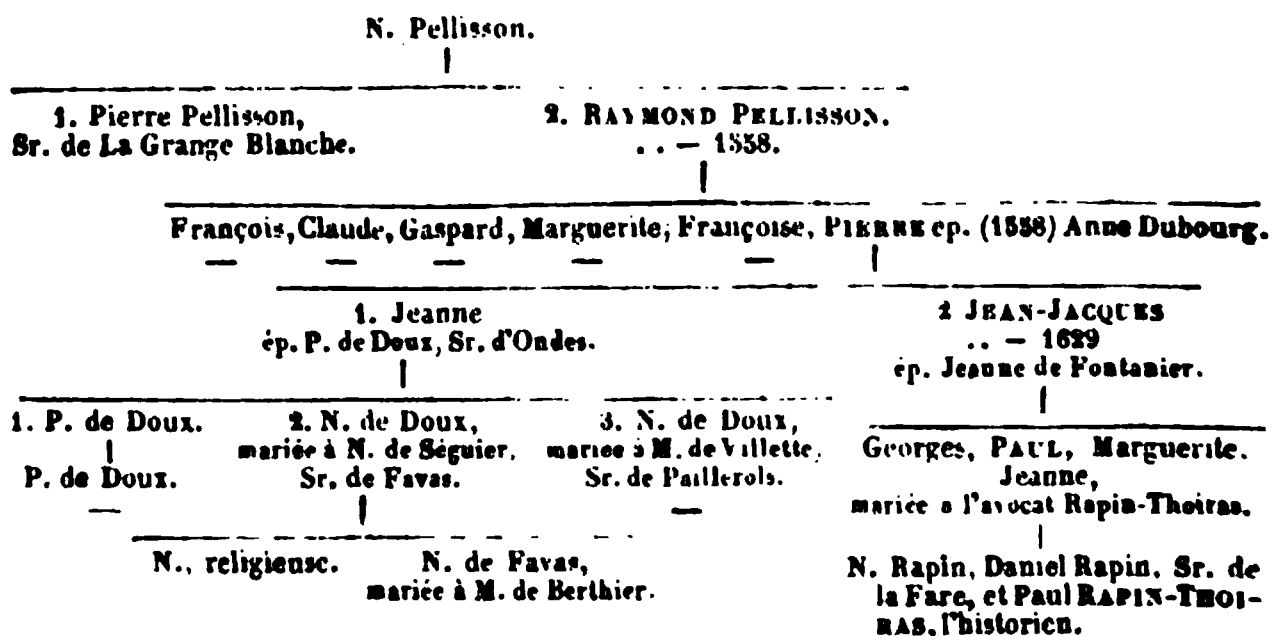 N. Pellisson.
1. Pierre Pellisson,
Sr. de La Grange Blanche.
2. RAYMOND PELLISSON.
.. — 1558.
François, Claude, Gaspard, Marguerite, Françoise, PIERRE ep. (1558) Anne Dubourg.
1. Jeanne
ép. P. de Doux, Sr. d'Ondes.
2 JEAN-JACQUES
.. — 1629
ép. Jeanne de Fontanier.
1. P. de Doux.
P. de Doux.
2. N. de Doux,
mariée à N. de Séguier,
Sr. de Favas.
3. N. de Doux,
mariee à M. de Villette,
Sr. de Paillerols.
Georges, PAUL, Marguerite.
Jeanne,
mariée a l'avocat Rapin-Thoiras.
N., religieuse.
N. de Favas,
mariée à M. de Berthier.
N. Rapin, Daniel Rapin, Sr. de
la Fare, et Paul RAPIN-THOI-
RAS, l'historien.